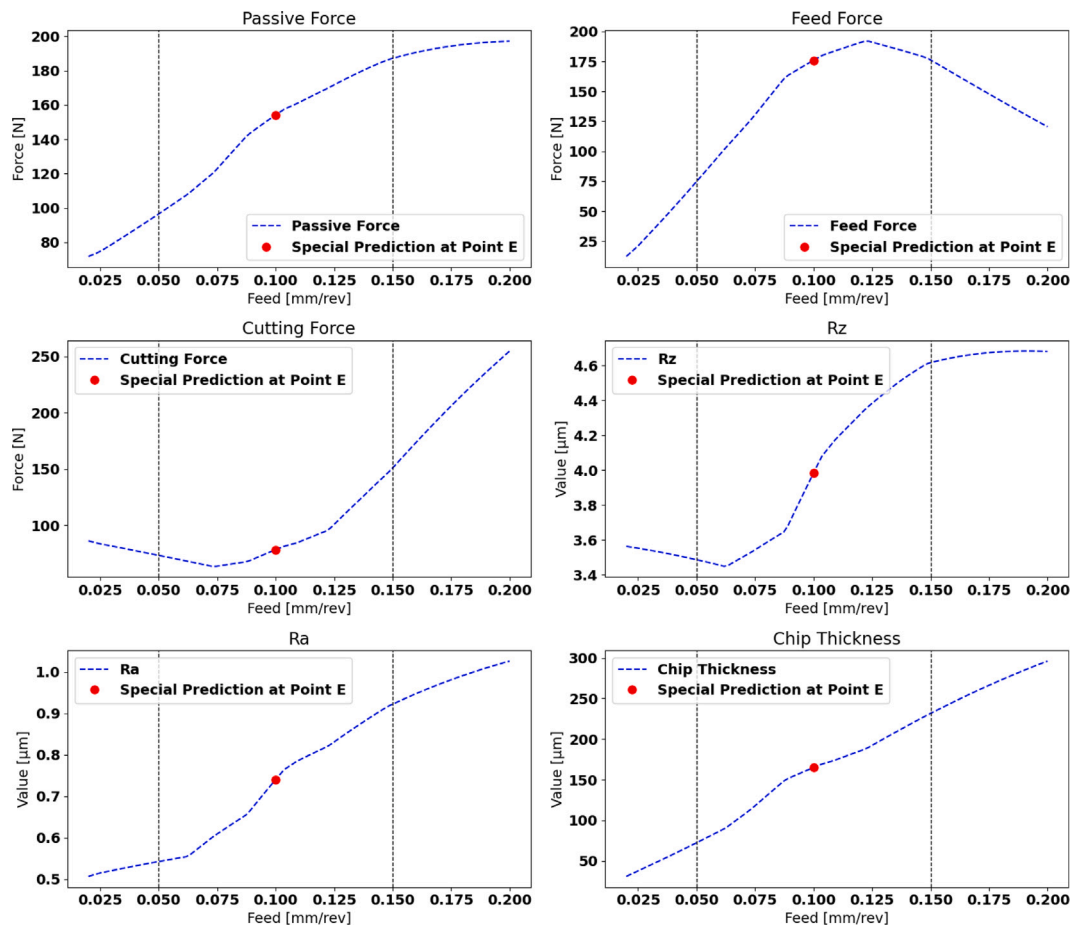 Passive Force
200
180
160
140
120
100
80
Force [N]
Passive Force
Special Prediction at Point E
0.025 0.050 0.075 0.100 0.125 0.150 0.175 0.200
Feed [mm/rev]
Feed Force
200
175
150
125
100
75
50
25
Force [N]
Feed Force
Special Prediction at Point E
0.025 0.050 0.075 0.100 0.125 0.150 0.175 0.200
Feed [mm/rev]
Cutting Force
250
200
150
100
Force [N]
Cutting Force
Special Prediction at Point E
0.025 0.050 0.075 0.100 0.125 0.150 0.175 0.200
Feed [mm/rev]
Rz
4.6
4.4
4.2
4.0
3.8
3.6
3.4
Value [μm]
Rz
Special Prediction at Point E
0.025 0.050 0.075 0.100 0.125 0.150 0.175 0.200
Feed [mm/rev]
Ra
1.0
0.9
0.8
0.7
0.6
0.5
Value [μm]
Ra
Special Prediction at Point E
0.025 0.050 0.075 0.100 0.125 0.150 0.175 0.200
Feed [mm/rev]
Chip Thickness
300
250
200
150
100
50
Value [μm]
Chip Thickness
Special Prediction at Point E
0.025 0.050 0.075 0.100 0.125 0.150 0.175 0.200
Feed [mm/rev]